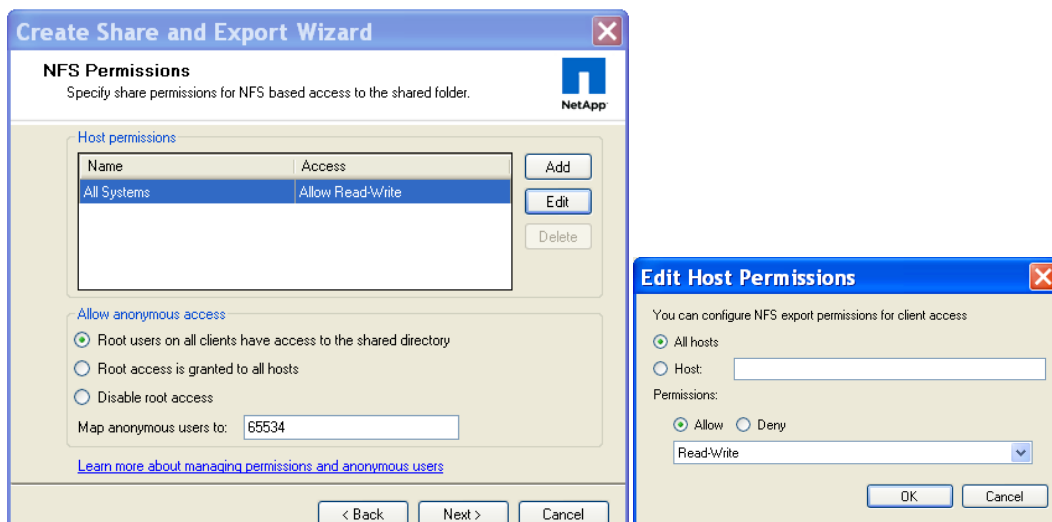 Create Share and Export Wizard
NFS Permissions
Specify share permissions for NFS based access to the shared folder.
NetApp
Host permissions
Name Access
All Systems Allow Read-Write
Add
Edit
Delete
Allow anonymous access
Root users on all clients have access to the shared directory
Root access is granted to all hosts
Disable root access
Map anonymous users to: 65534
Learn more about managing permissions and anonymous users
< Back Next > Cancel
Edit Host Permissions
You can configure NFS export permissions for client access
All hosts
Host:
Permissions:
Allow Deny
Read-Write
OK Cancel